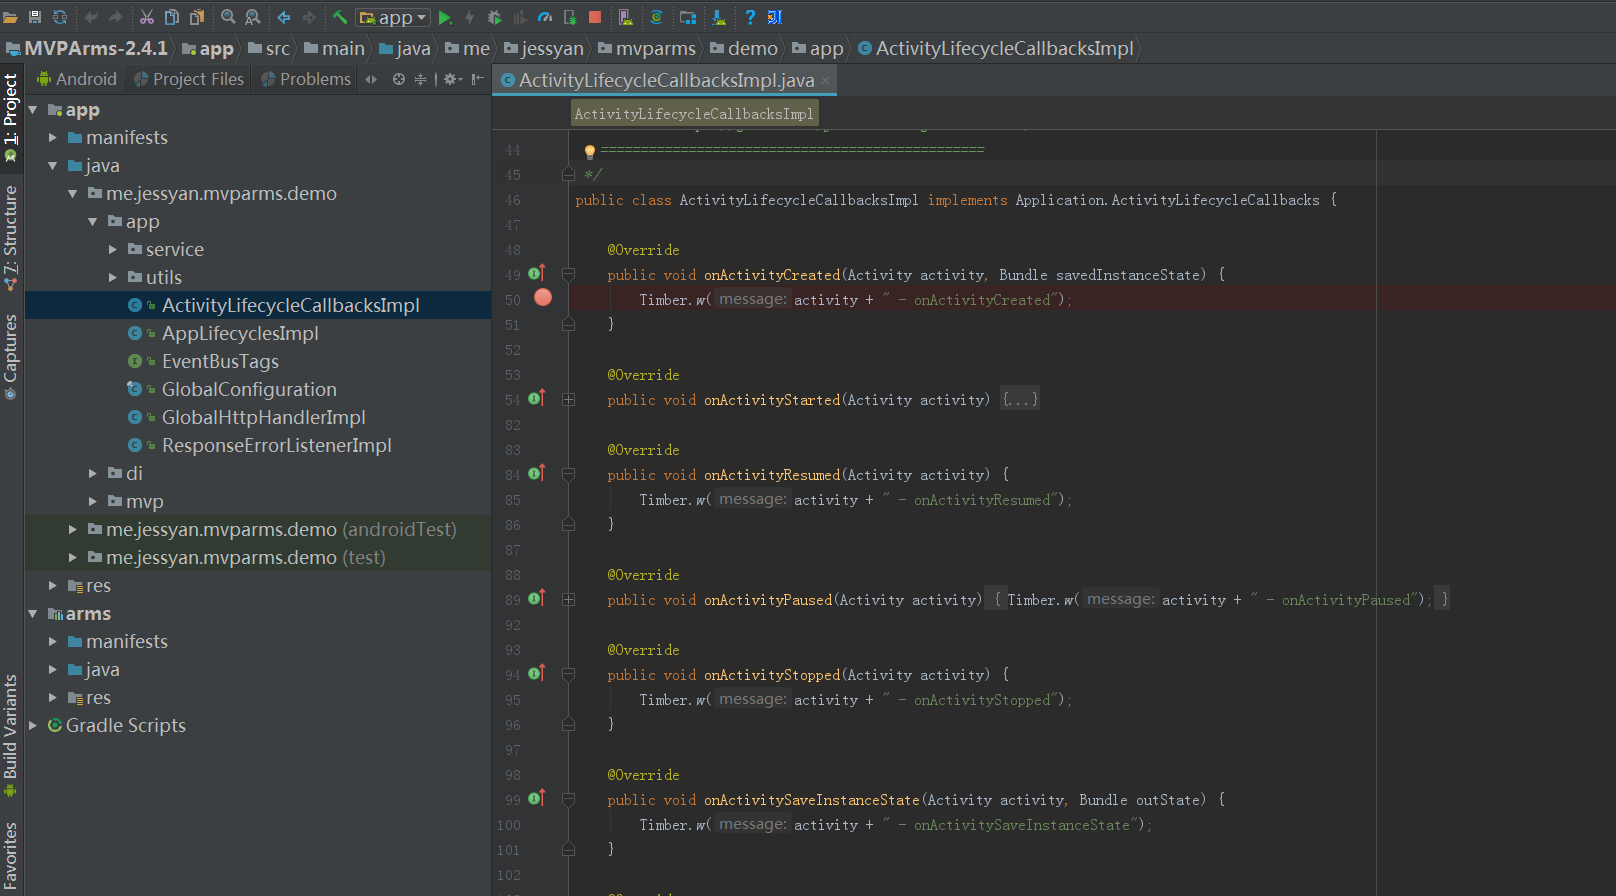 app
MVPArms-2.4.1 app src main java me jessyan mvparms demo app ActivityLifecycleCallbacksImpl
Android Project Files Problems
ActivityLifecycleCallbacksImpl.java
1: Project
7: Structure
Captures
Build Variants
Favorites
app
manifests
java
me.jessyan.mvparms.demo
app
service
utils
ActivityLifecycleCallbacksImpl
AppLifecyclesImpl
EventBusTags
GlobalConfiguration
GlobalHttpHandlerImpl
ResponseErrorListenerImpl
di
mvp
me.jessyan.mvparms.demo (androidTest)
me.jessyan.mvparms.demo (test)
res
arms
manifests
java
res
Gradle Scripts
ActivityLifecycleCallbacksImpl
44 ================================================
45 */
46 public class ActivityLifecycleCallbacksImpl implements Application.ActivityLifecycleCallbacks {
47
48 @Override
49 public void onActivityCreated(Activity activity, Bundle savedInstanceState) {
50 Timber.w( message: activity + " - onActivityCreated");
51 }
52
53 @Override
54 public void onActivityStarted(Activity activity) {...}
82
83 @Override
84 public void onActivityResumed(Activity activity) {
85 Timber.w( message: activity + " - onActivityResumed");
86 }
87
88 @Override
89 public void onActivityPaused(Activity activity) { Timber.w( message: activity + " - onActivityPaused"); }
92
93 @Override
94 public void onActivityStopped(Activity activity) {
95 Timber.w( message: activity + " - onActivityStopped");
96 }
97
98 @Override
99 public void onActivitySaveInstanceState(Activity activity, Bundle outState) {
100 Timber.w( message: activity + " - onActivitySaveInstanceState");
101 }
102